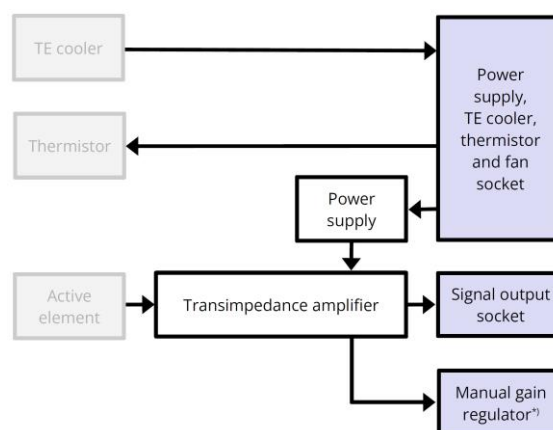 TE cooler
Power
supply,
TE cooler,
thermistor
and fan
socket
Thermistor
Power
supply
Active
element
Transimpedance amplifier
Signal output
socket
Manual gain
regulator*)